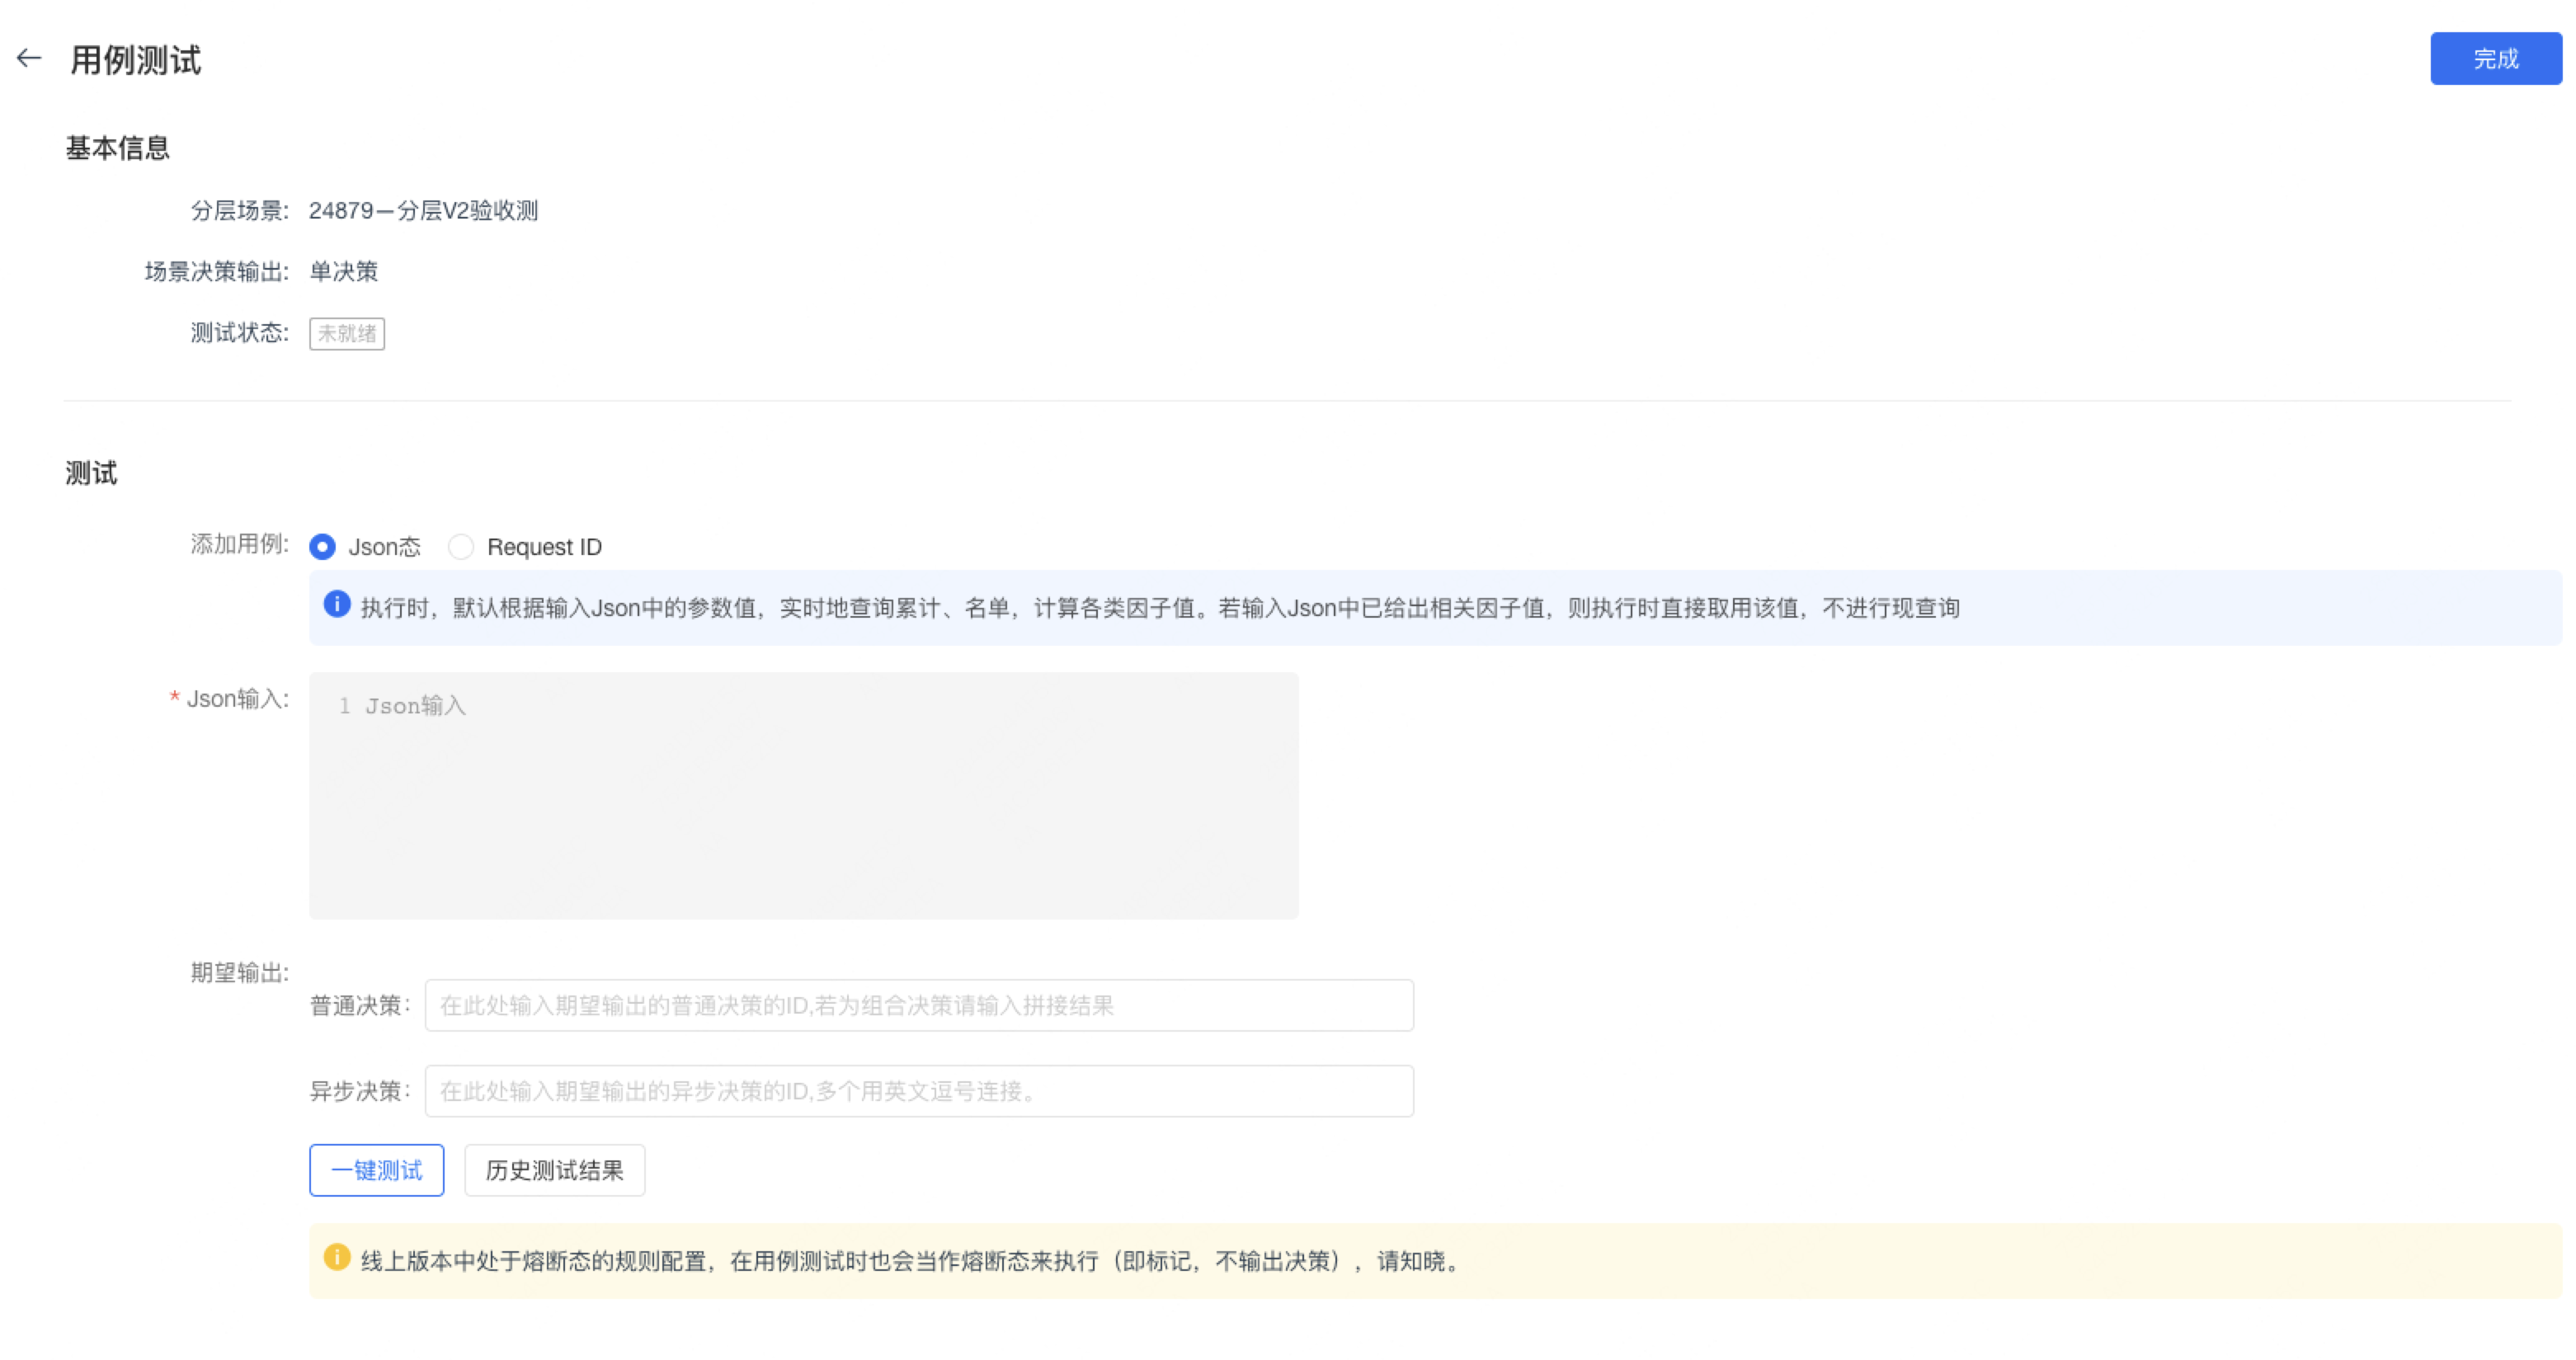 用例测试
完成
基本信息
分层场景: 24879—分层V2验收测
场景决策输出: 单决策
测试状态: 未就绪
测试
添加用例: Json态 Request ID
执行时，默认根据输入Json中的参数值，实时地查询累计、名单，计算各类因子值。若输入Json中已给出相关因子值，则执行时直接取用该值，不进行现查询
* Json输入: 1 Json输入
期望输出:
普通决策： 在此处输入期望输出的普通决策的ID,若为组合决策请输入拼接结果
异步决策： 在此处输入期望输出的异步决策的ID,多个用英文逗号连接。
一键测试 历史测试结果
线上版本中处于熔断态的规则配置，在用例测试时也会当作熔断态来执行（即标记，不输出决策），请知晓。